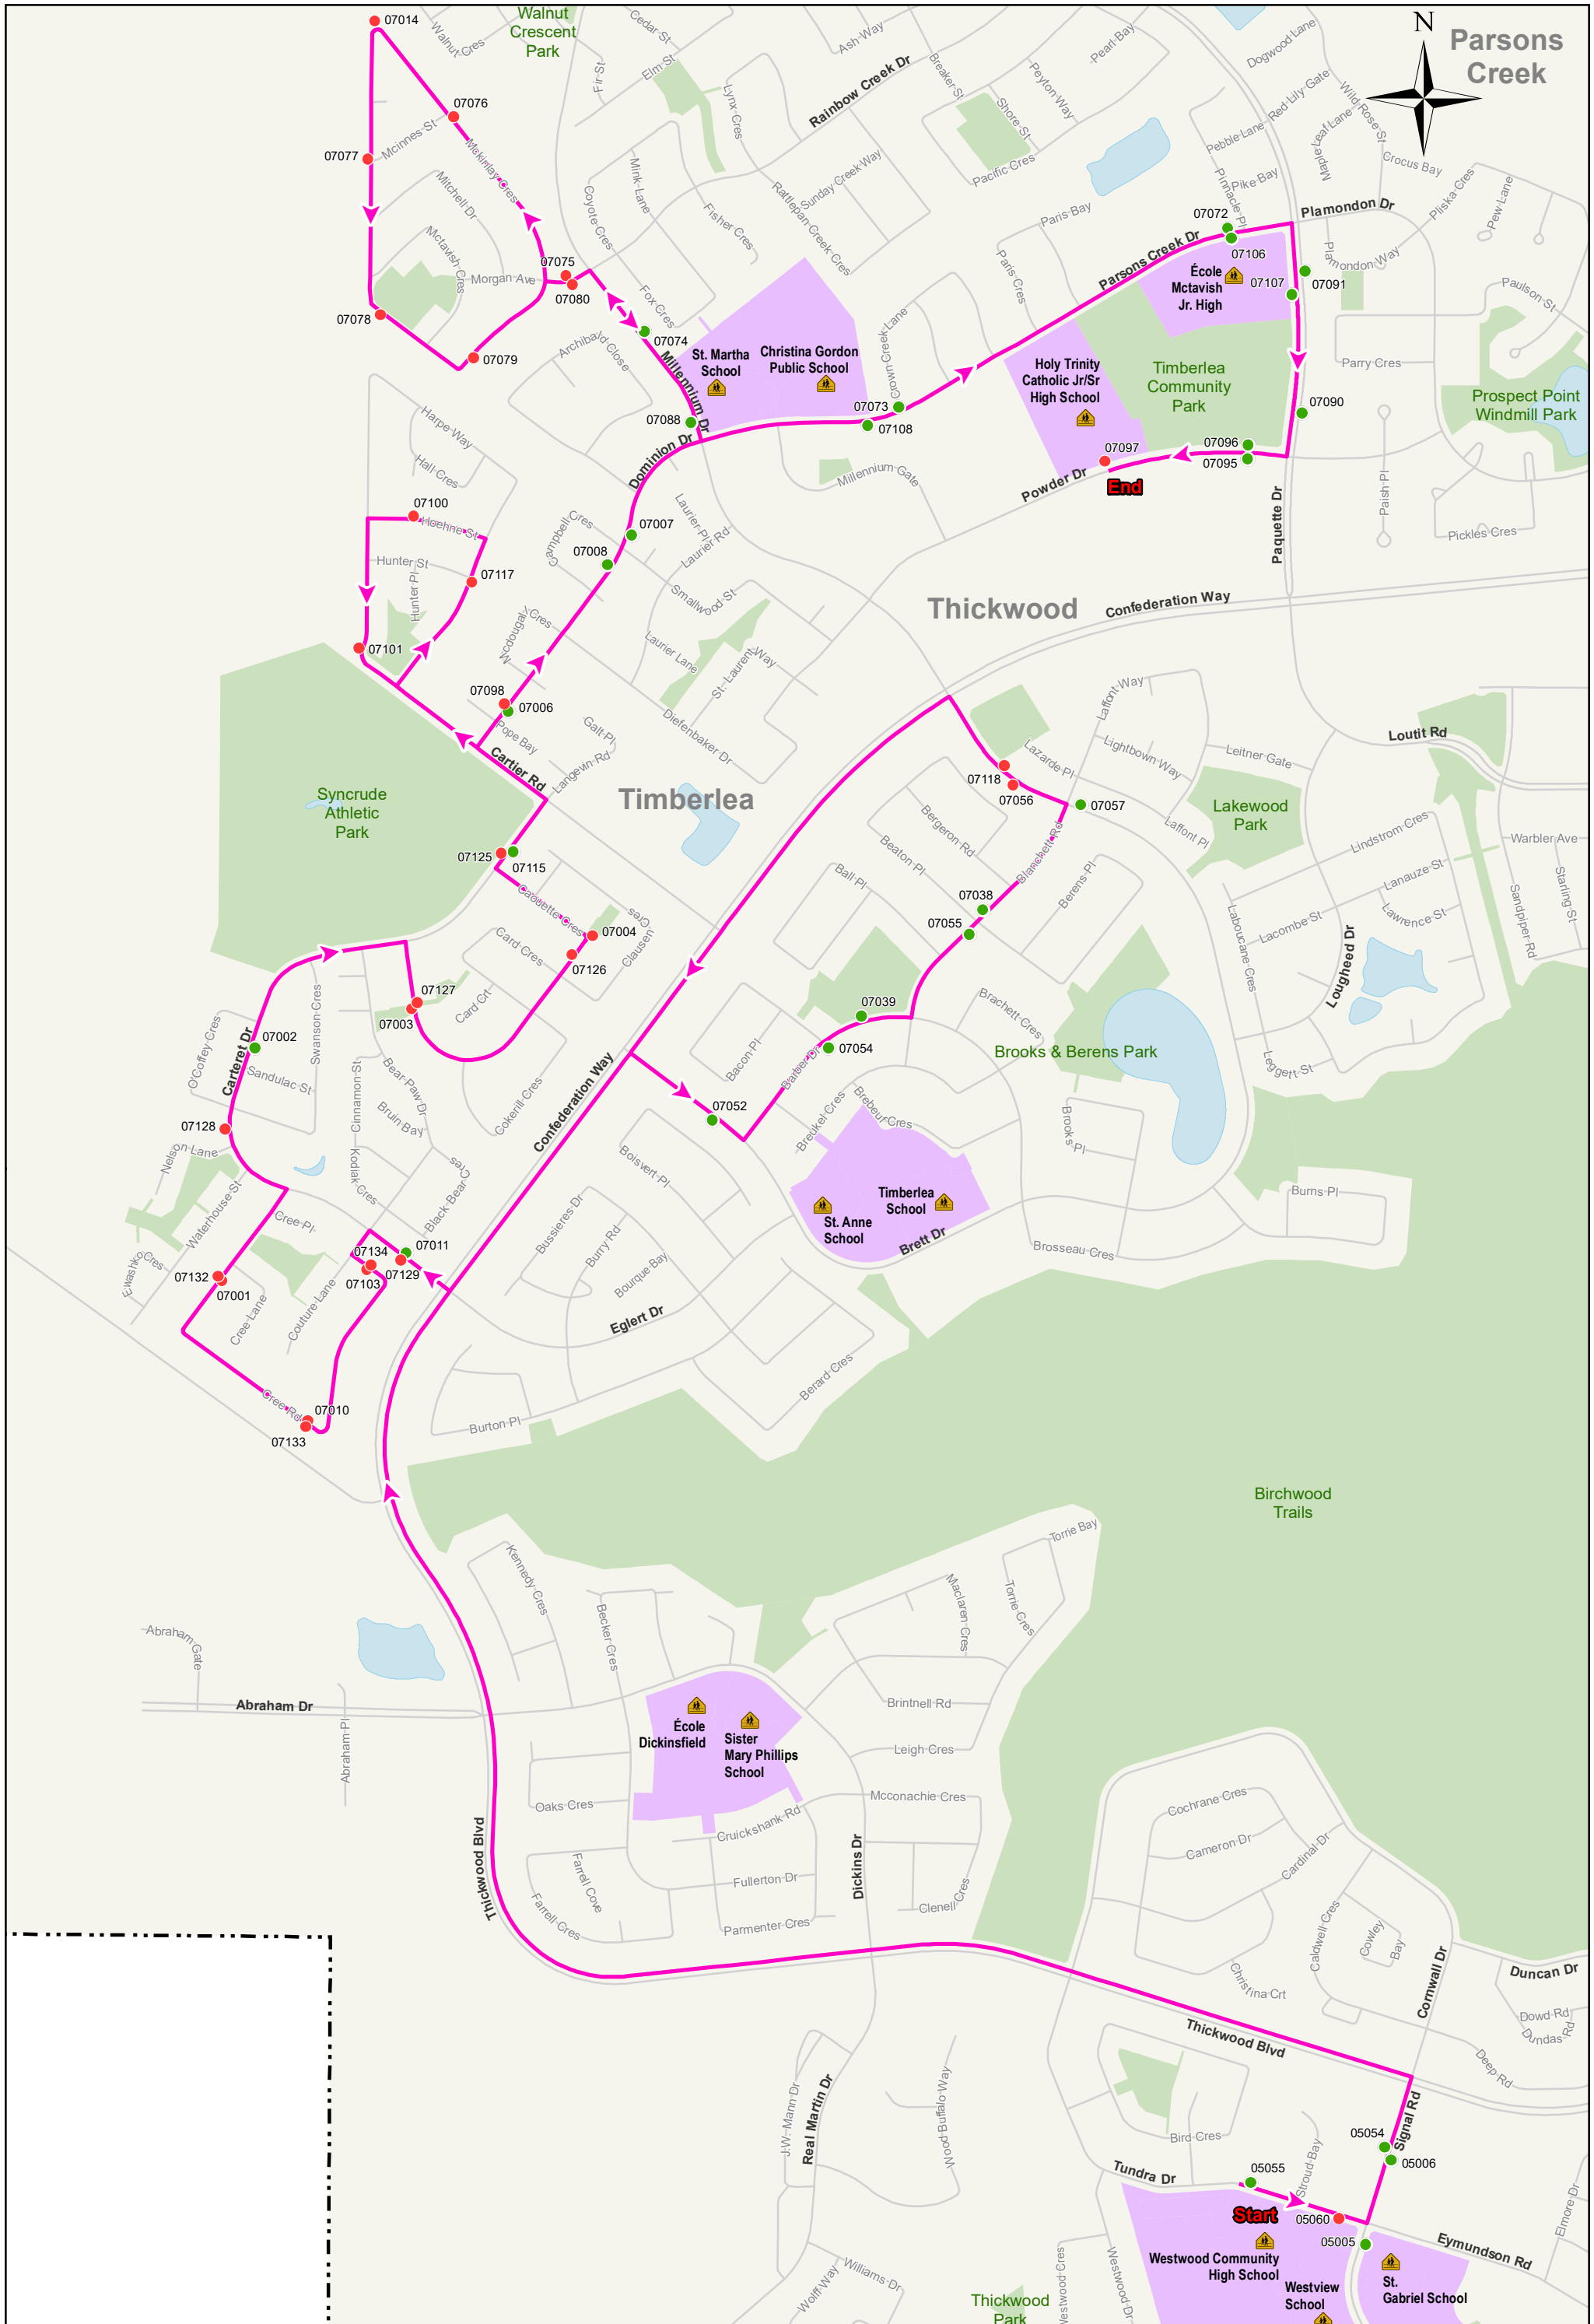 07014
Walnut Cres
Walnut
Crescent
Park
Cedar St
Elm St
Fir St
Ash Way
Rainbow Creek Dr
Breaker St
Pearl Bay
Peyton Way
Shore St
Dogwood Lane
N
Parsons
Creek
Red Lily Gate
Wild Rose St
Pebble Lane
Mapleleaf Lane
Crocus Bay
07076
Mcinnes St
07077
Mckinlay Cres
Lynx Cres
Mink Lane
Pacific Cres
Sunday Creek Way
Rattlepan Creek Cres
Pike Bay
Pinnacle Pl
Pliska Cres
Pew Lane
Mitchell Dr
Coyote Cres
Fisher Cres
Paris Bay
07072
Plamondon Dr
Parsons Creek Dr
07106
Mctavish Cres
Morgan Ave
07075
07080
Paris Cres
École
Mctavish
Jr. High
07107
07091
Plamondon Way
Paulson St
Fox Cres
07078
07074
Archibald Close
07079
Millennium Dr
St. Martha
School
Christina Gordon
Public School
Crown Creek Lane
Holy Trinity
Catholic Jr/Sr
High School
Timberlea
Community
Park
Parry Cres
Prospect Point
Windmill Park
07088
07073
07108
07090
Harpe Way
Dominion Dr
07097
07096
07095
Hall Cres
Millennium Gate
Powder Dr
End
Paquette Dr
Paish Pl
Pickles Cres
07100
Hoehne St
Laurier Pl
Laurier Rd
Campbell Cres
07007
07008
Hunter St
Hunter Pl
07117
Smallwood St
Thickwood
Confederation Way
Mcdougall Cres
Laurier Lane
St. Laurent Way
07101
07098
07006
Pope Bay
Galt Pl
Diefenbaker Dr
Laffont Way
Cartier Rd
Langevin Rd
Lazarde Pl
Lightbown Way
Leitner Gate
Loutit Rd
07118
07056
07057
Syncrude
Athletic
Park
Timberlea
Bergeron Rd
Blanchett Rd
Laffont Pl
Lakewood
Park
Lindstrom Cres
Warbler Ave
07125
07115
Beaton Pl
Ball Pl
Berens Pl
Lanauze St
Lawrence St
Starling St
Sandpiper Rd
Caouette Cres
07038
07055
Laboucane Cres
Lacombe St
07004
Clausen Cres
Card Cres
07126
Lougheed Dr
07127
07003
Card Crt
07039
Brachett Cres
Swanson Cres
O'Coffey Cres
07002
Carteret Dr
Sandulac St
Bacon Pl
Barber Dr
07054
Brooks & Berens Park
Leggett St
Bear Paw Dr
Cinnamon St
Bruin Bay
Cokerill Cres
Confederation Way
07052
Brebeuf Cres
Breukel Cres
Brooks Pl
07128
Nelson Lane
Kodiak Cres
Black Bear Cres
Boisvert Pl
Waterhouse St
Cree Pl
Bussieres Dr
Burry Rd
Timberlea
School
St. Anne
School
Brett Dr
Burns Pl
Brosseau Cres
07134
07011
Ewashko Cres
07132
07001
07103
07129
Bourque Bay
Couture Lane
Cree Lane
Eglert Dr
Berard Cres
Cree Rd
07010
07133
Burton Pl
Birchwood
Trails
Kennedy Cres
Torrie Bay
Maclaren Cres
Torrie Cres
Becker Cres
Abraham Gate
Abraham Dr
Abraham Pl
École
Dickinsfield
Sister
Mary Phillips
School
Brintnell Rd
Leigh Cres
Oaks Cres
Mcconachie Cres
Cruickshank Rd
Cochrane Cres
Cameron Dr
Cardinal Dr
Thickwood Blvd
Farrell Cove
Farrell Cres
Fullerton Dr
Dickins Dr
Parmenter Cres
Clenell Cres
Caldwell Cres
Cowley Bay
Christina Crt
Cornwall Dr
Duncan Dr
Dowd Rd
Dundas Rd
Deep Rd
Thickwood Blvd
J.W. Mann Dr
Real Martin Dr
Wood Buffalo Way
Bird Cres
Stroud Bay
05054
Signal Rd
05006
Tundra Dr
05055
Start
05060
05005
Eymundson Rd
Elmore Dr
Westwood Community
High School
Westview
School
St.
Gabriel School
Williams Dr
Wolff Way
Westwood Cres
Westwood Dr
Thickwood
Park